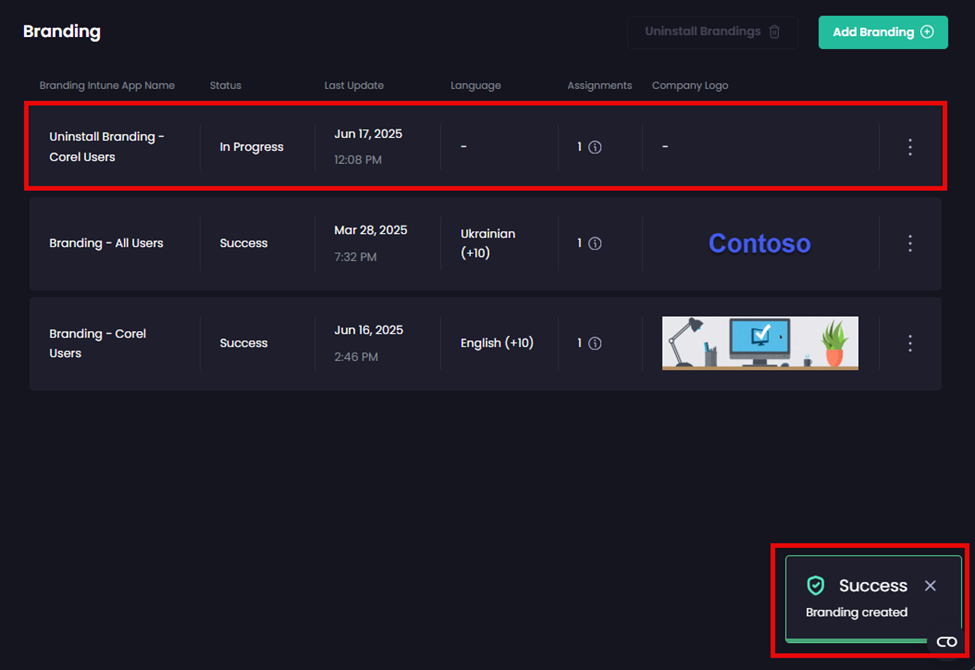 Branding
Uninstall Brandings
Add Branding
Branding Intune App Name Status Last Update Language Assignments Company Logo
Uninstall Branding -
Corel Users
In Progress
Jun 17, 2025
12:08 PM
-
1
-
Branding - All Users
Success
Mar 28, 2025
7:32 PM
Ukrainian
(+10)
1
Contoso
Branding - Corel
Users
Success
Jun 16, 2025
2:46 PM
English (+10)
1
Success
Branding created